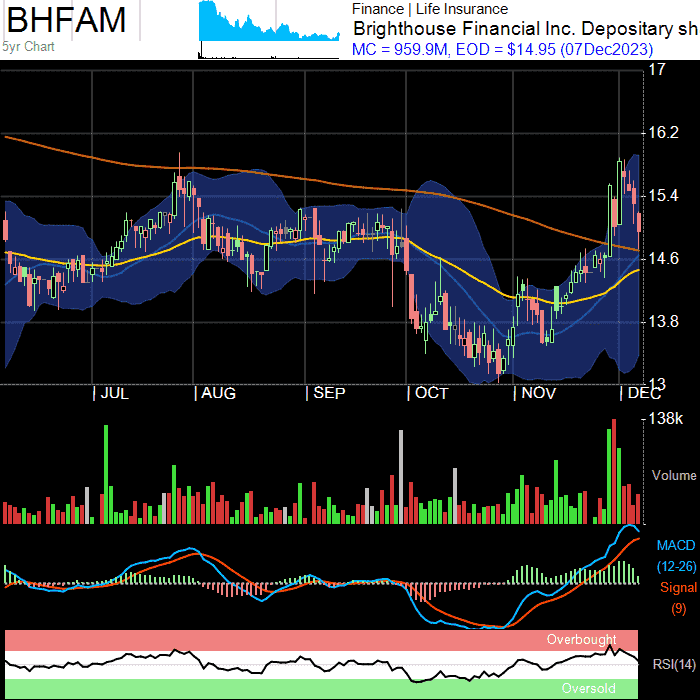 BHFAM
5yr Chart
Finance | Life Insurance
Brighthouse Financial Inc. Depositary sh
MC = 959.9M, EOD = $14.95 (07Dec2023)
17
16.2
15.4
14.6
13.8
13
| JUL | AUG | SEP | OCT | NOV | DEC
138k
Volume
MACD
(12-26)
Signal
(9)
Overbought
RSI(14)
Oversold